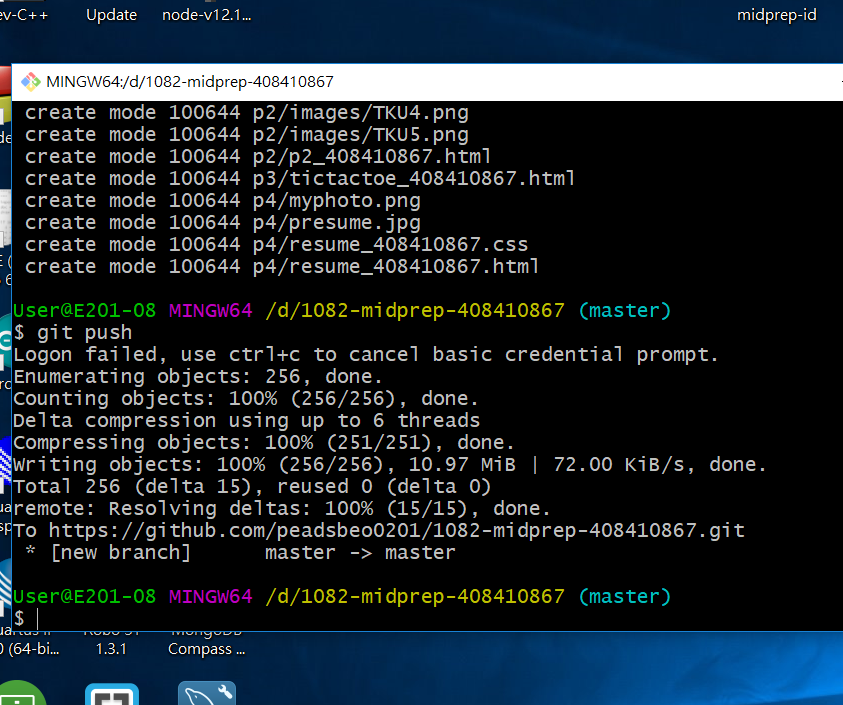 ev-C++
Update
node-v12.1...
midprep-id
MINGW64:/d/1082-midprep-408410867
create mode 100644 p2/images/TKU4.png
create mode 100644 p2/images/TKU5.png
create mode 100644 p2/p2_408410867.html
create mode 100644 p3/tictactoe_408410867.html
create mode 100644 p4/myphoto.png
create mode 100644 p4/presume.jpg
create mode 100644 p4/resume_408410867.css
create mode 100644 p4/resume_408410867.html
User@E201-08 MINGW64 /d/1082-midprep-408410867 (master)
$ git push
Logon failed, use ctrl+c to cancel basic credential prompt.
Enumerating objects: 256, done.
Counting objects: 100% (256/256), done.
Delta compression using up to 6 threads
Compressing objects: 100% (251/251), done.
Writing objects: 100% (256/256), 10.97 MiB | 72.00 KiB/s, done.
Total 256 (delta 15), reused 0 (delta 0)
remote: Resolving deltas: 100% (15/15), done.
To https://github.com/peadsbeo0201/1082-midprep-408410867.git
* [new branch] master -> master
User@E201-08 MINGW64 /d/1082-midprep-408410867 (master)
$
0 (64-bi...
1.3.1
MongoDB
Compass ...